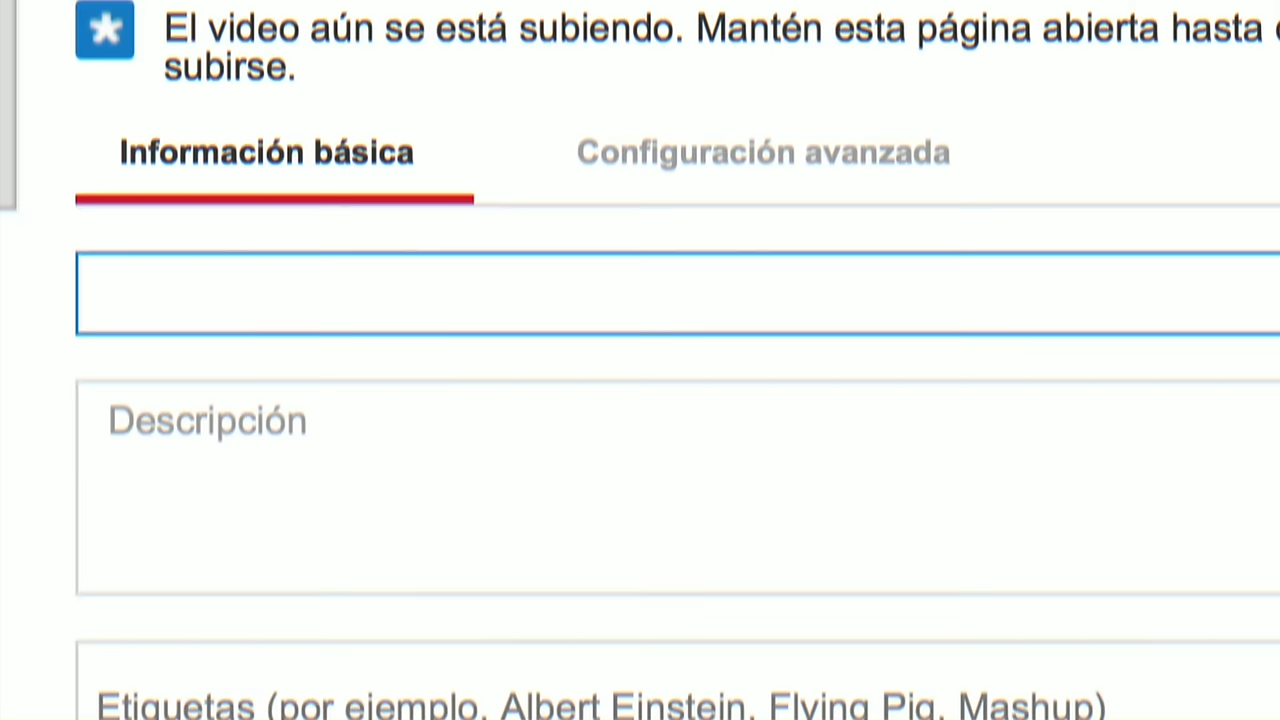 El video aún se está subiendo. Mantén esta página abierta hasta
subirse.
Información básica
Configuración avanzada
Descripción
Etiquetas (por ejemplo, Albert Einstein, Flying Pig, Mashup)